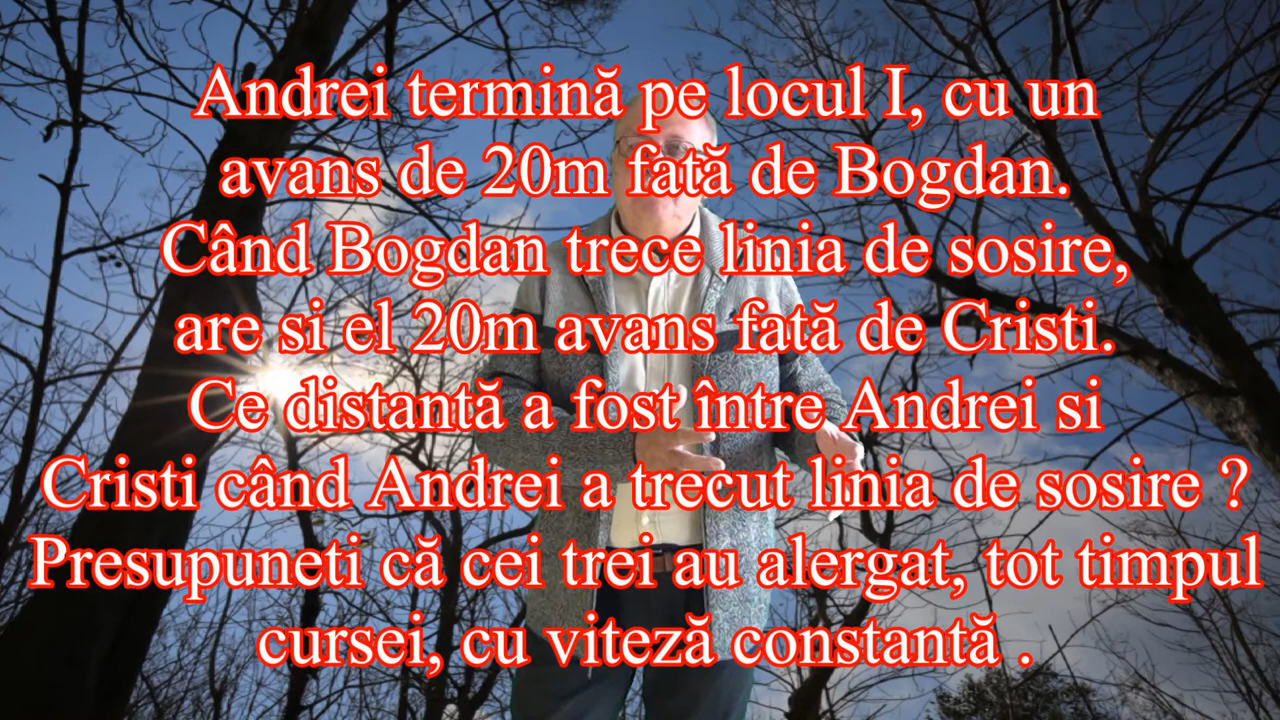 Andrei termină pe locul I, cu un
avans de 20m fată de Bogdan.
Când Bogdan trece linia de sosire,
are si el 20m avans fată de Cristi.
Ce distantă a fost între Andrei si
Cristi când Andrei a trecut linia de sosire ?
Presupuneti că cei trei au alergat, tot timpul
cursei, cu viteză constantă .